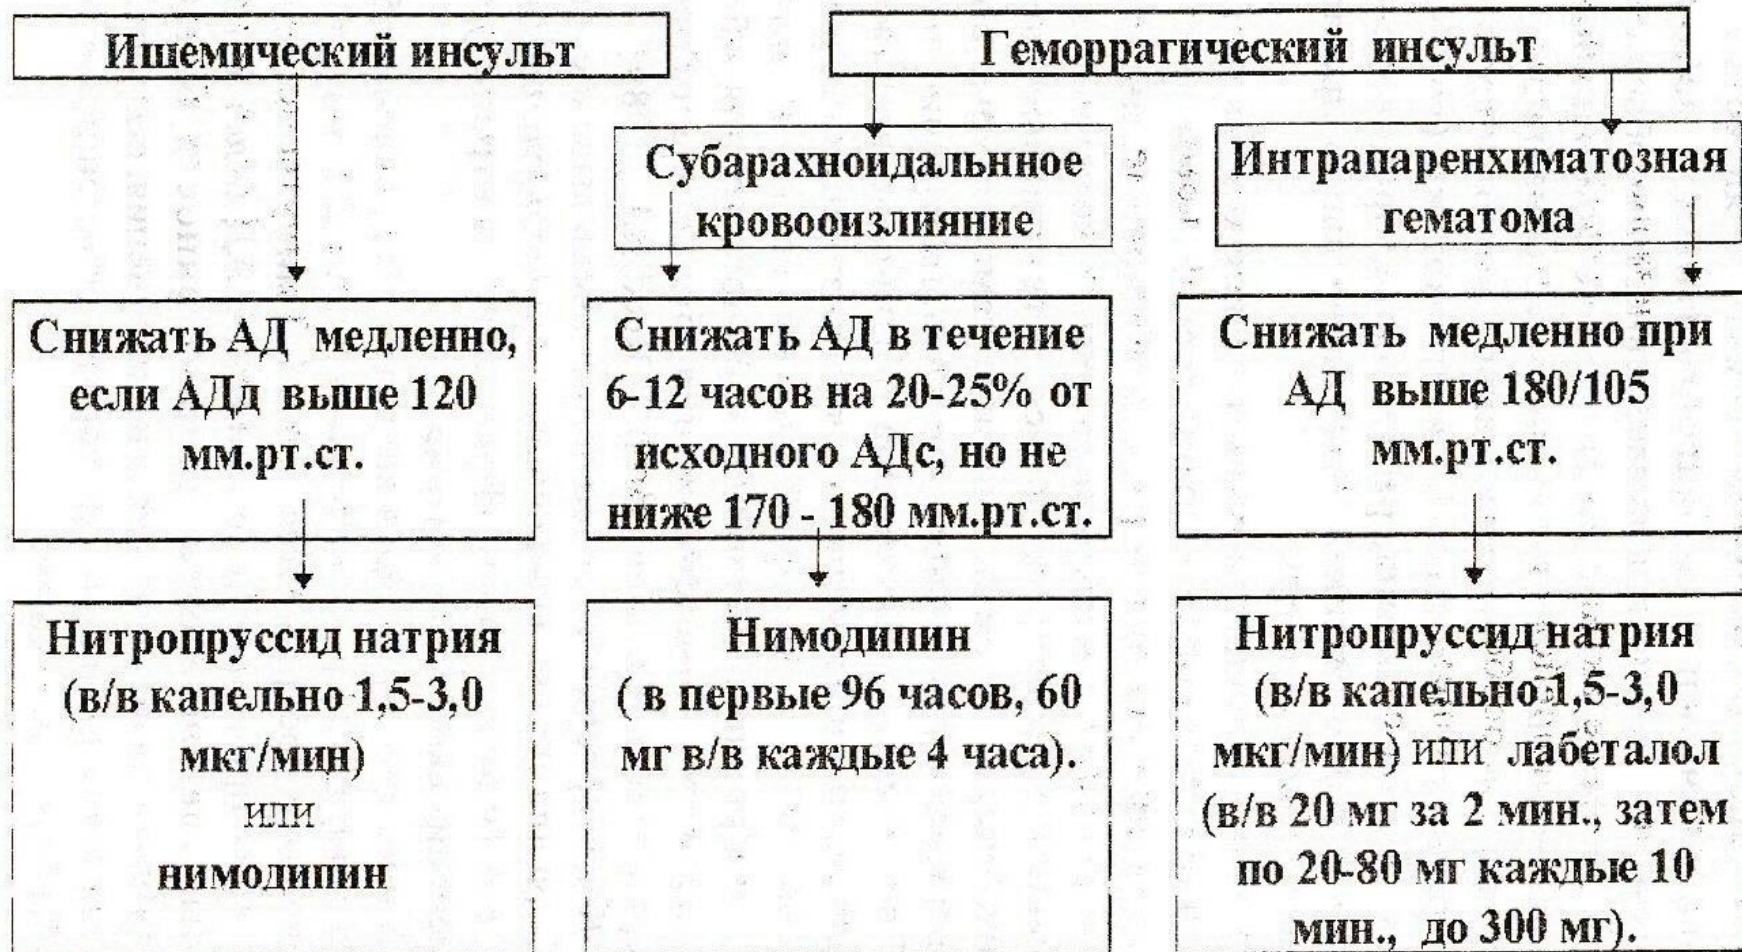 Ишемический инсульт
Геморрагический инсульт
Субарахноидальнное
кровооизлияние
Интрапаренхиматозная
гематома
Снижать АД медленно,
если АДд выше 120
мм.рт.ст.
Снижать АД в течение
6-12 часов на 20-25% от
исходного АДс, но не
ниже 170 - 180 мм.рт.ст.
Снижать медленно при
АД выше 180/105
мм.рт.ст.
Нитропруссид натрия
(в/в капельно 1,5-3,0
мкг/мин)
или
нимодипин
Нимодипин
( в первые 96 часов, 60
мг в/в каждые 4 часа).
Нитропруссид натрия
(в/в капельно 1,5-3,0
мкг/мин) или лабеталол
(в/в 20 мг за 2 мин., затем
по 20-80 мг каждые 10
мин., до 300 мг).